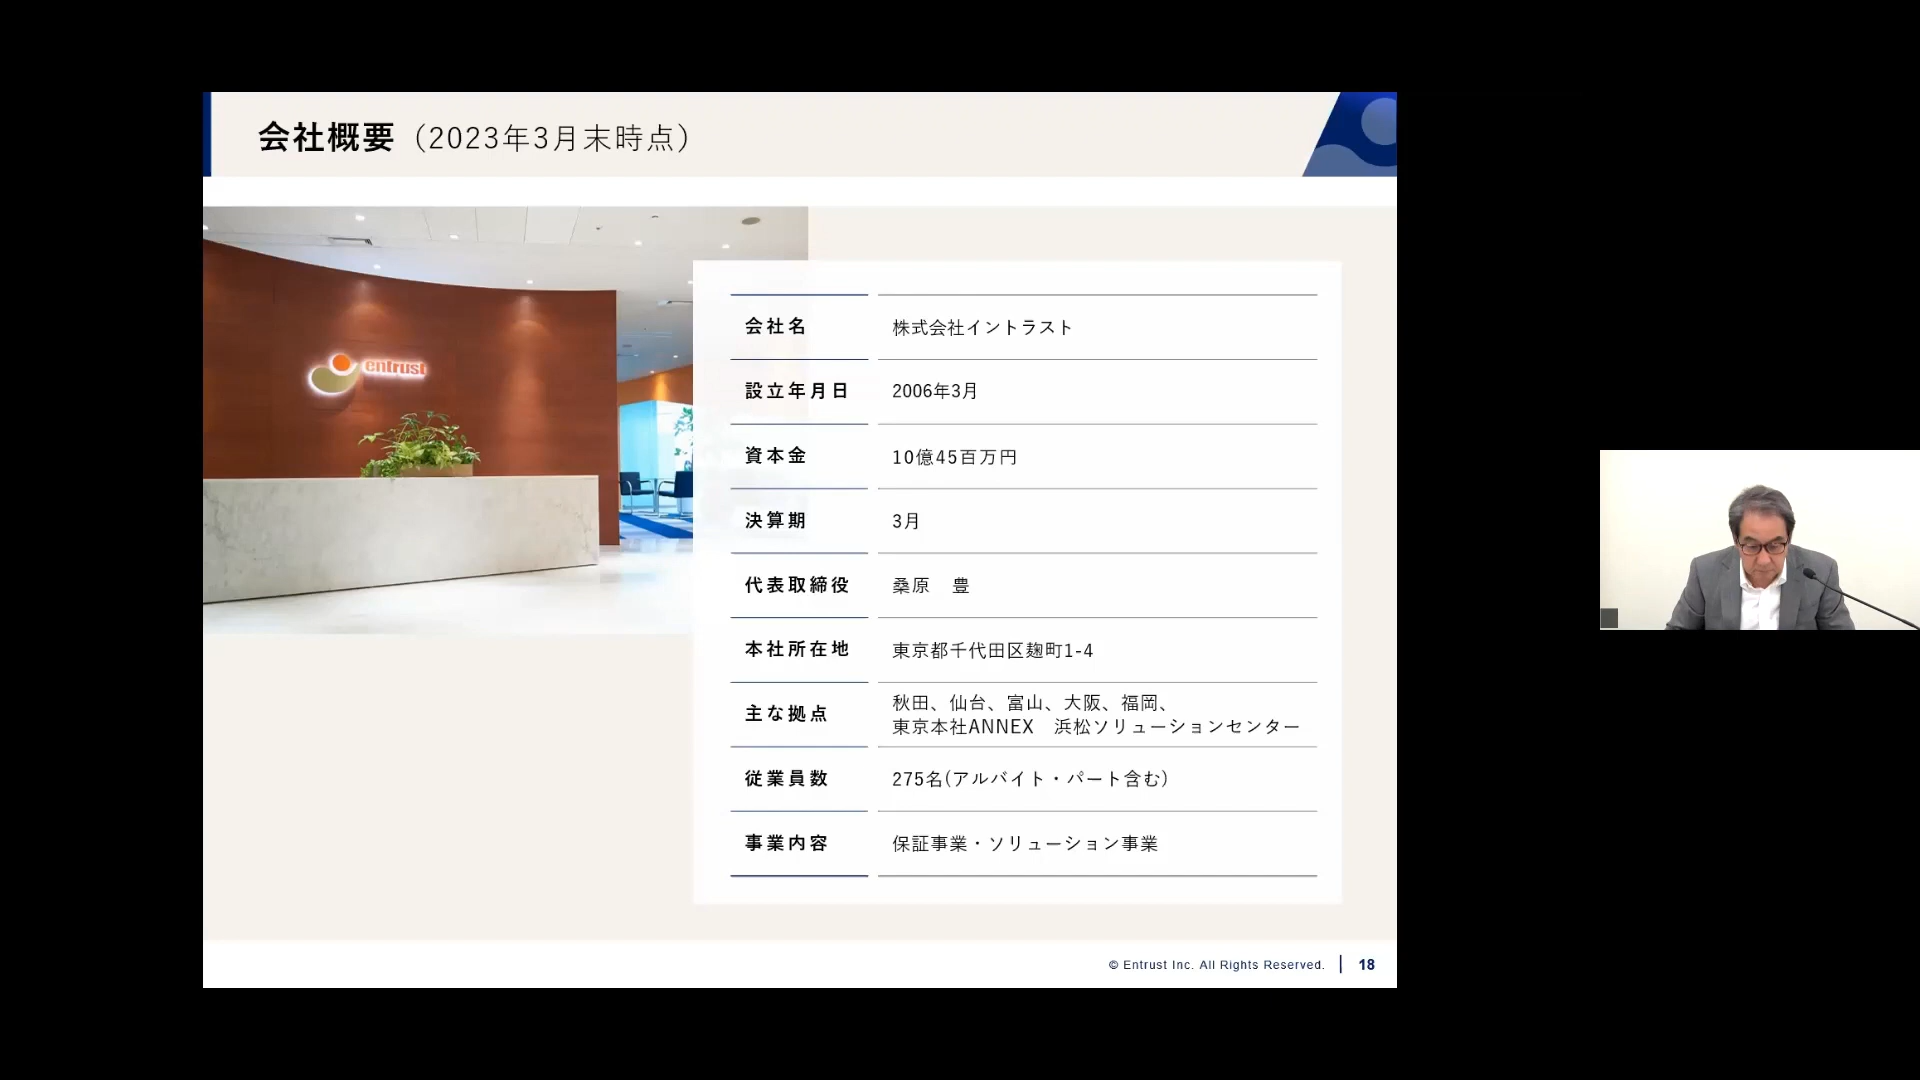 会社概要（2023年3月末時点）
entrust
会社名 株式会社イントラスト
設立年月日 2006年3月
資本金 10億45百万円
決算期 3月
代表取締役 桑原　豊
本社所在地 東京都千代田区麹町1-4
主な拠点 秋田、仙台、富山、大阪、福岡、
東京本社ANNEX　浜松ソリューションセンター
従業員数 275名(アルバイト・パート含む)
事業内容 保証事業・ソリューション事業
© Entrust Inc. All Rights Reserved. | 18